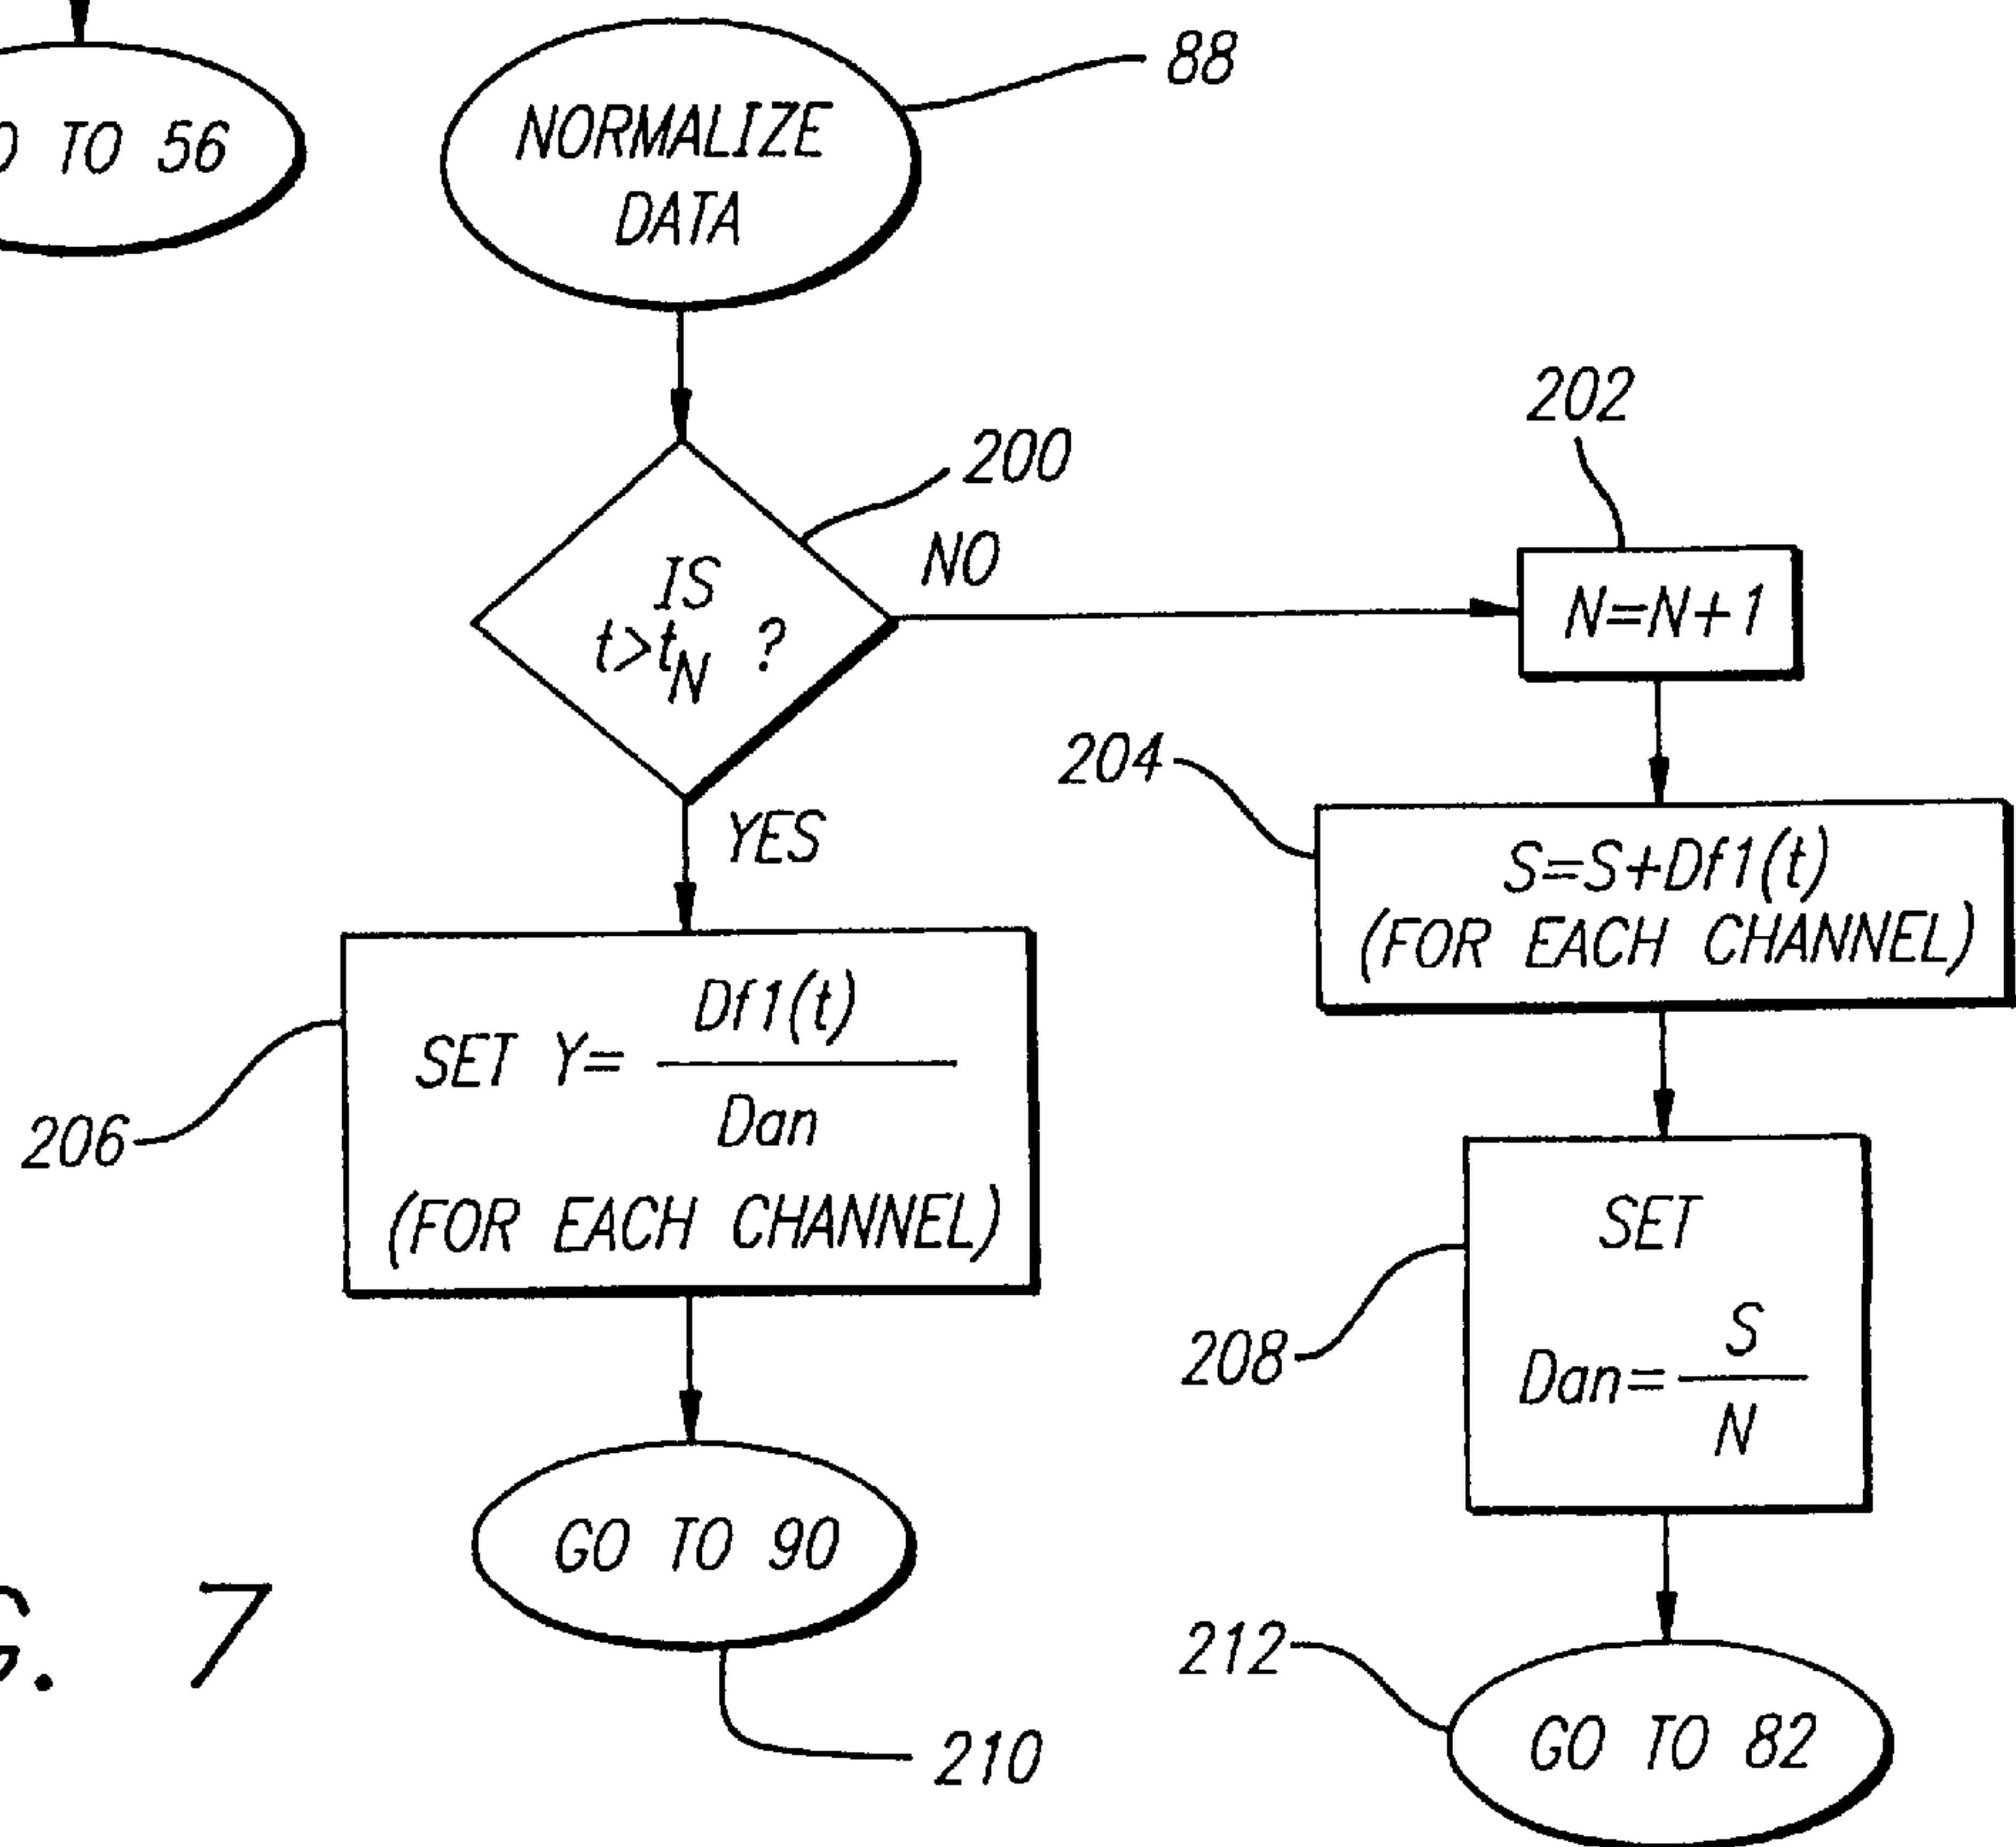 TO 56
88
NORMALIZE
DATA
200
IS
t>t_N ?
NO
YES
202
N=N+1
204
S=S+Df1(t)
(FOR EACH CHANNEL)
206
Df1(t)
SET Y=
Dan
(FOR EACH CHANNEL)
208
SET
S
Dan=
N
GO TO 90
210
212
GO TO 82
7